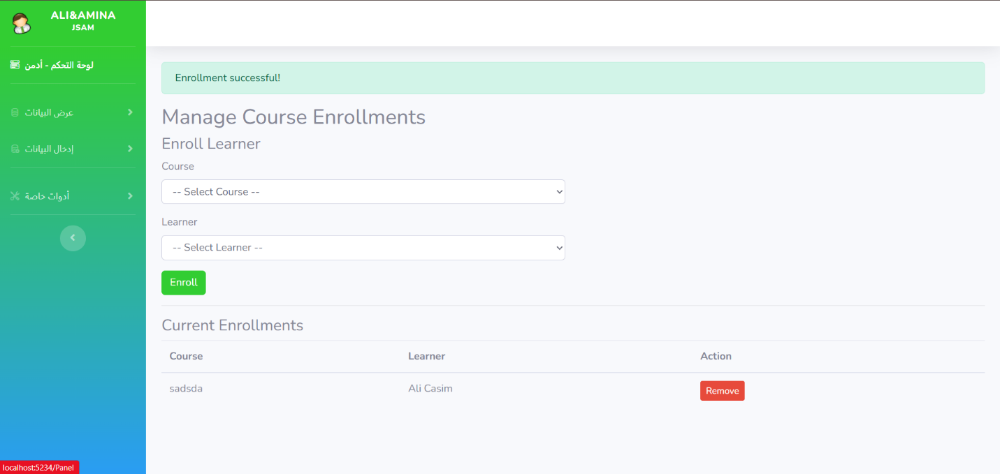 ALI&AMINA
JSAM
لوحة التحكم - أدمن
عرض البيانات
إدخال البيانات
أدوات خاصة
Enrollment successful!
Manage Course Enrollments
Enroll Learner
Course
-- Select Course --
Learner
-- Select Learner --
Enroll
Current Enrollments
Course Learner Action
sadsda Ali Casim Remove
localhost:5234/Panel